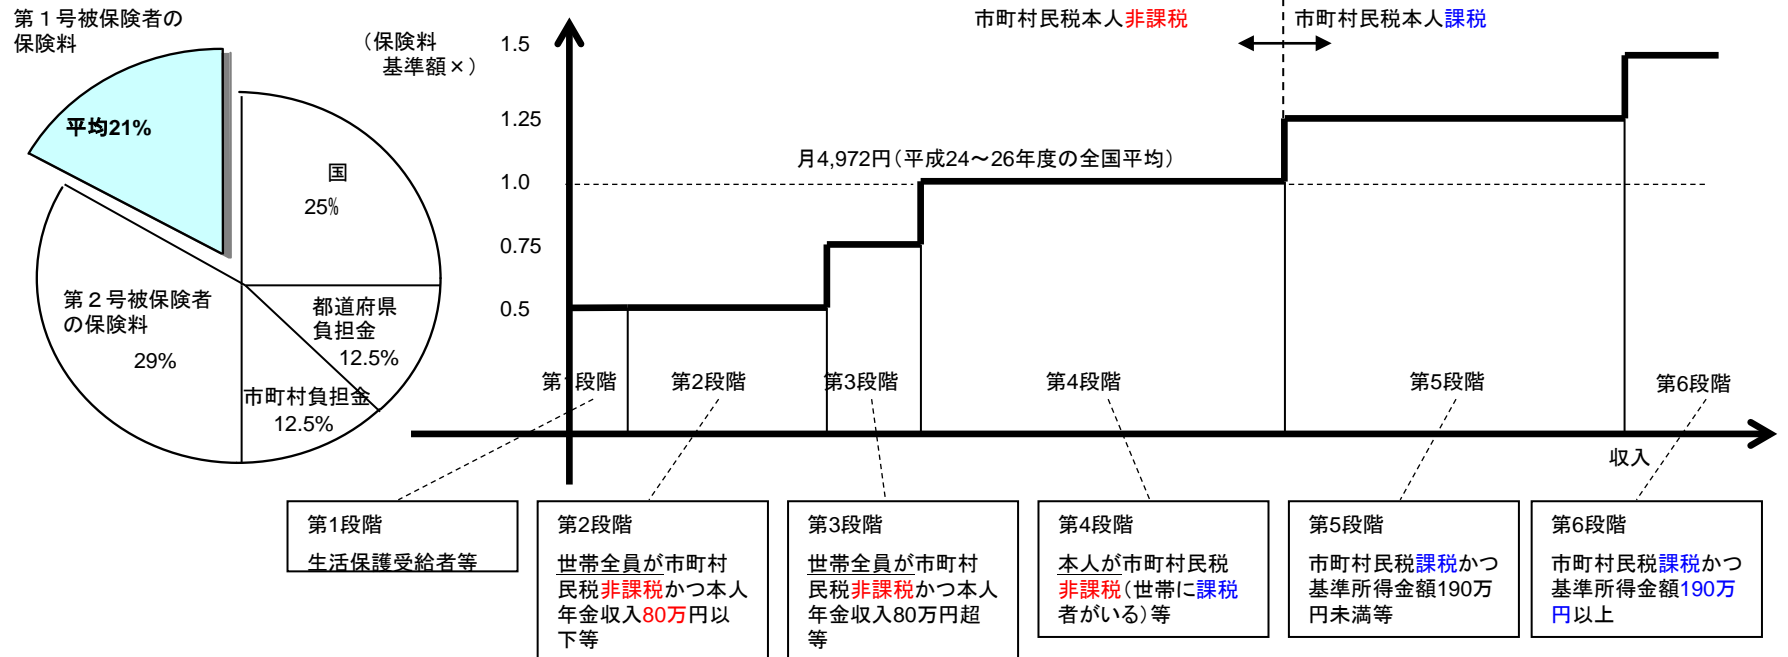 第１号被保険者の
保険料
平均21%
国
25%
都道府県
負担金
12.5%
市町村負担金
12.5%
第２号被保険者
の保険料
29%
（保険料
基準額×）
1.5
1.25
1.0
0.75
0.5
市町村民税本人非課税
市町村民税本人課税
月4,972円（平成24～26年度の全国平均）
第1段階
第2段階
第3段階
第4段階
第5段階
第6段階
収入
第1段階
生活保護受給者等
第2段階
世帯全員が市町村
民税非課税かつ本人
年金収入80万円以
下等
第3段階
世帯全員が市町村
民税非課税かつ本人
年金収入80万円超
等
第4段階
本人が市町村民税
非課税（世帯に課税
者がいる）等
第5段階
市町村民税課税かつ
基準所得金額190万
円未満等
第6段階
市町村民税課税かつ
基準所得金額190万
円以上